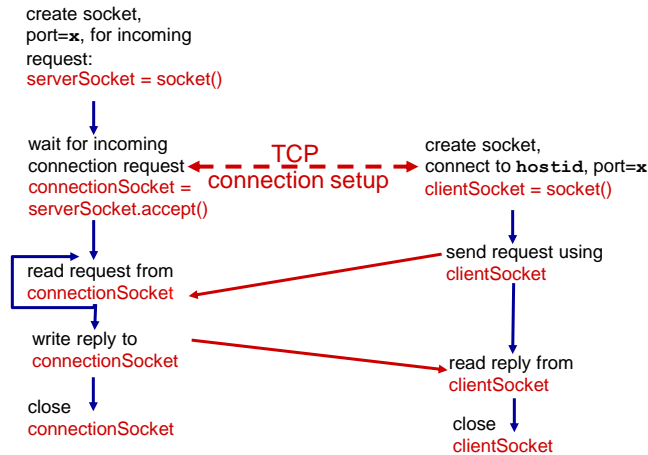 create socket,
port=x, for incoming
request:
serverSocket = socket()
wait for incoming
connection request
connectionSocket =
serverSocket.accept()
TCP
connection setup
create socket,
connect to hostid, port=x
clientSocket = socket()
read request from
connectionSocket
send request using
clientSocket
write reply to
connectionSocket
read reply from
clientSocket
close
connectionSocket
close
clientSocket